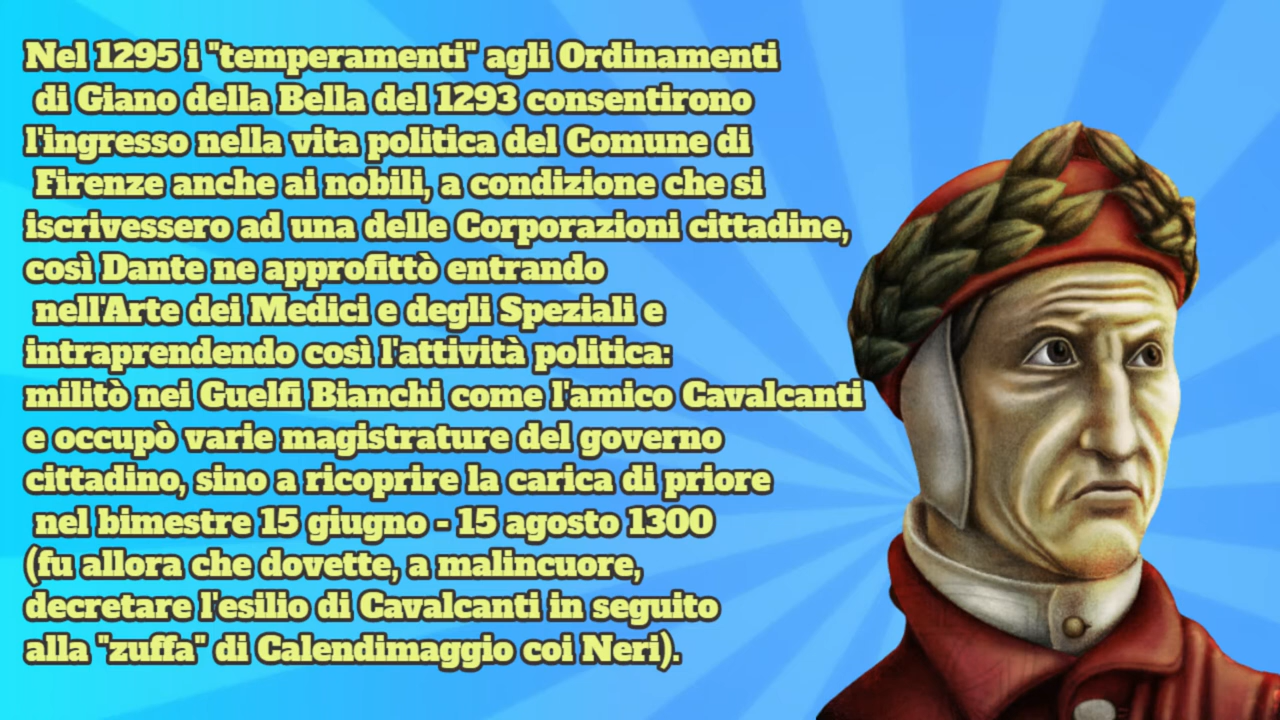 Nel 1295 i "temperamenti" agli Ordinamenti
di Giano della Bella del 1293 consentirono
l'ingresso nella vita politica del Comune di
Firenze anche ai nobili, a condizione che si
iscrivessero ad una delle Corporazioni cittadine,
così Dante ne approfittò entrando
nell'Arte dei Medici e degli Speziali e
intraprendendo così l'attività politica:
militò nei Guelfi Bianchi come l'amico Cavalcanti
e occupò varie magistrature del governo
cittadino, sino a ricoprire la carica di priore
nel bimestre 15 giugno - 15 agosto 1300
(fu allora che dovette, a malincuore,
decretare l'esilio di Cavalcanti in seguito
alla "zuffa" di Calendimaggio coi Neri).